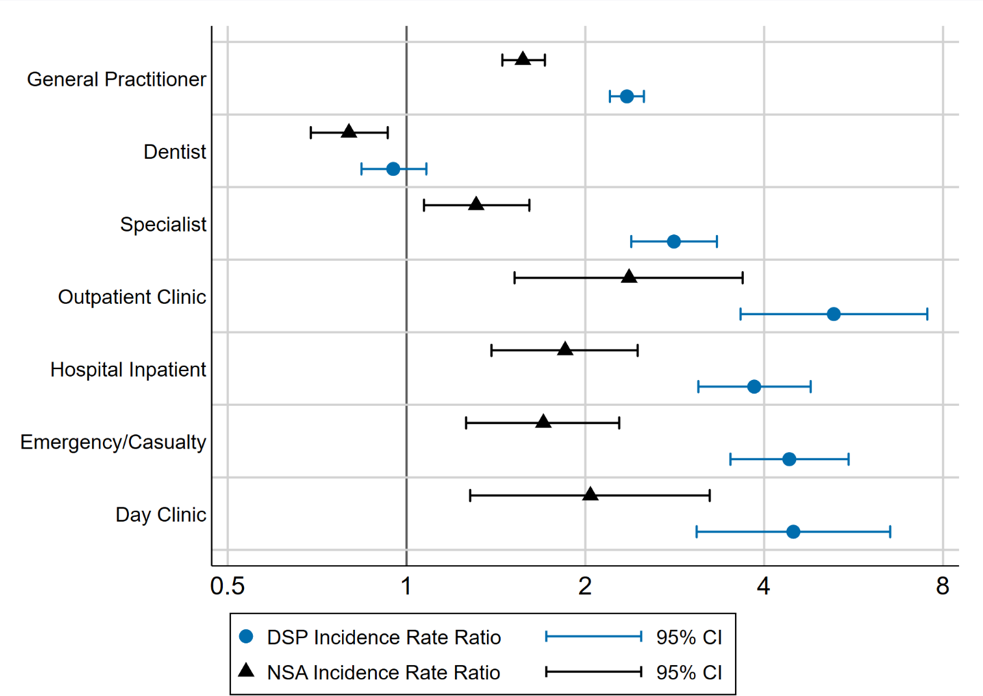 General Practitioner
Dentist
Specialist
Outpatient Clinic
Hospital Inpatient
Emergency/Casualty
Day Clinic
0.5 1 2 4 8
DSP Incidence Rate Ratio 95% CI
NSA Incidence Rate Ratio 95% CI